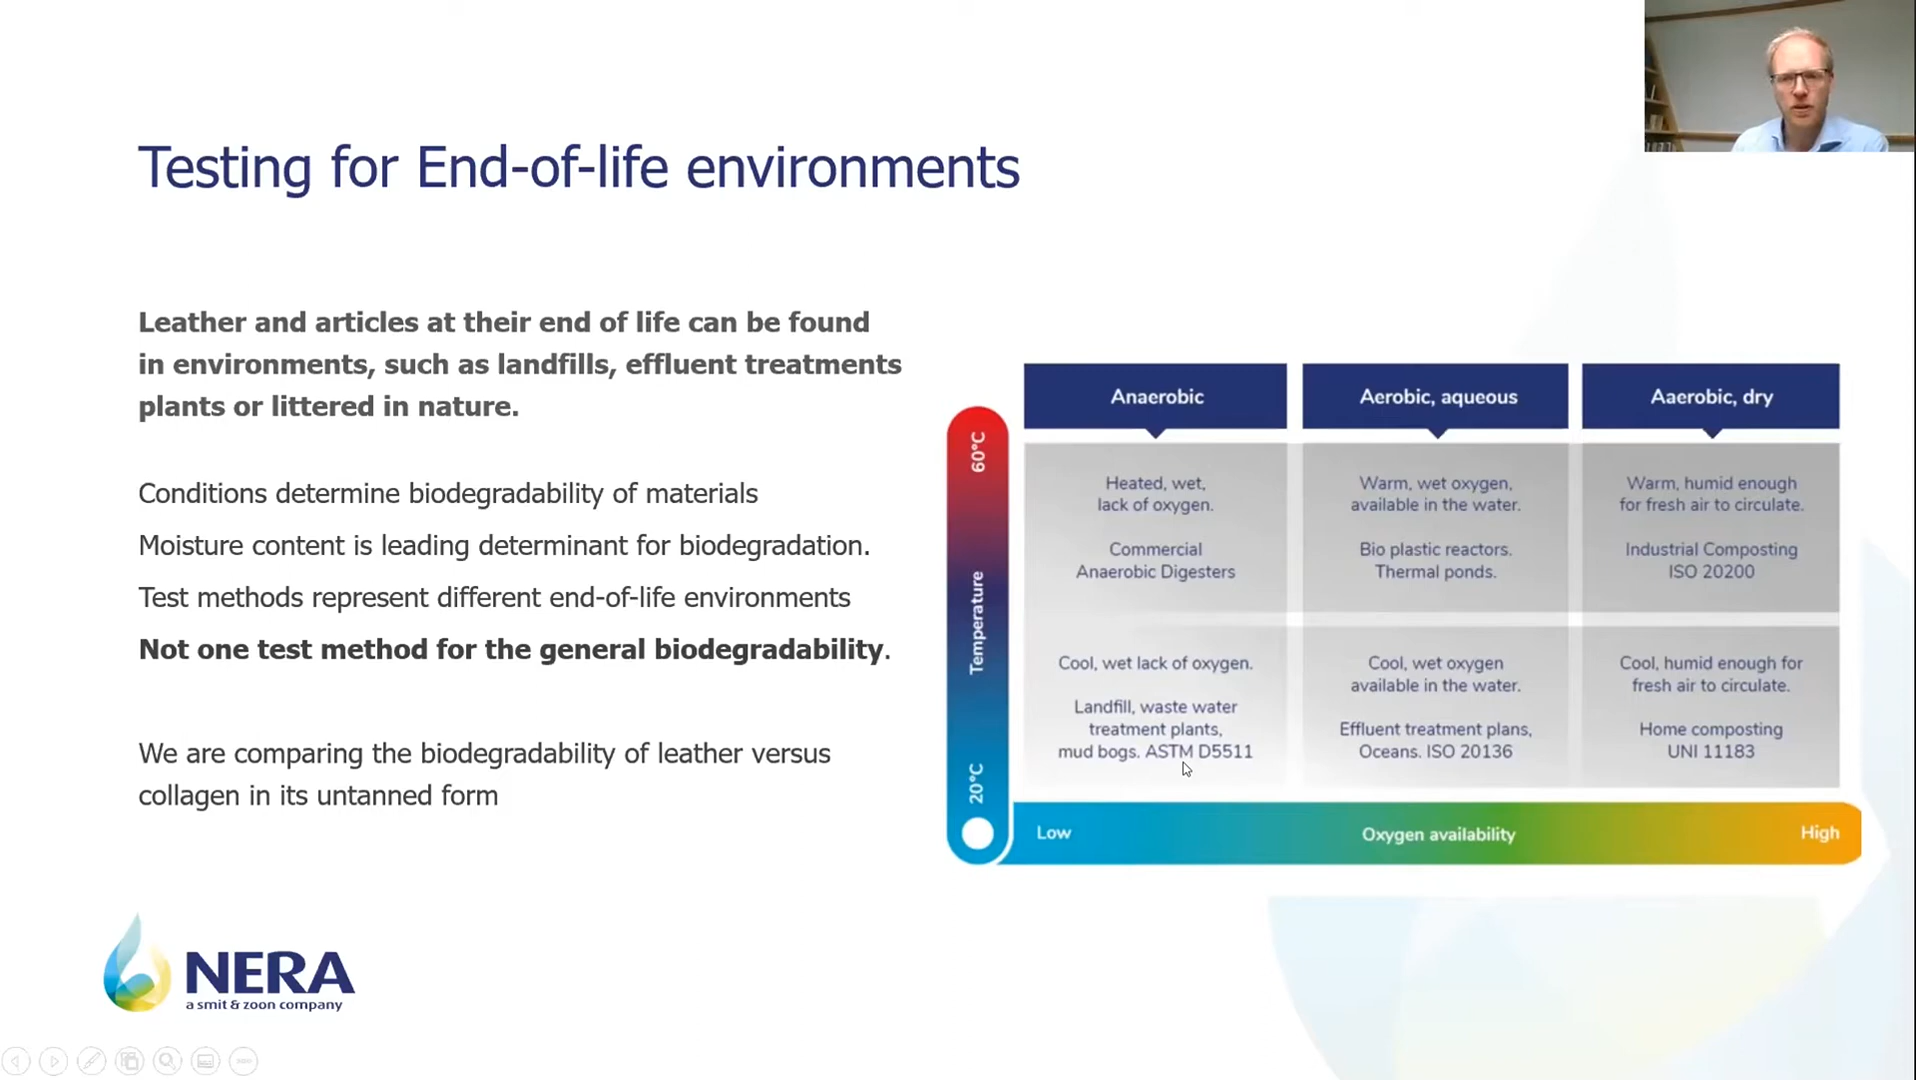 Testing for End-of-life environments
Leather and articles at their end of life can be found
in environments, such as landfills, effluent treatments
plants or littered in nature.
Conditions determine biodegradability of materials
Moisture content is leading determinant for biodegradation.
Test methods represent different end-of-life environments
Not one test method for the general biodegradability.
We are comparing the biodegradability of leather versus
collagen in its untanned form
60°C
Temperature
20°C
Anaerobic
Aerobic, aqueous
Aaerobic, dry
Heated, wet,
lack of oxygen.
Commercial
Anaerobic Digesters
Warm, wet oxygen,
available in the water.
Bio plastic reactors.
Thermal ponds.
Warm, humid enough
for fresh air to circulate.
Industrial Composting
ISO 20200
Cool, wet lack of oxygen.
Landfill, waste water
treatment plants,
mud bogs. ASTM D5511
Cool, wet oxygen
available in the water.
Effluent treatment plans,
Oceans. ISO 20136
Cool, humid enough for
fresh air to circulate.
Home composting
UNI 11183
Low
Oxygen availability
High
NERA
a smit & zoon company